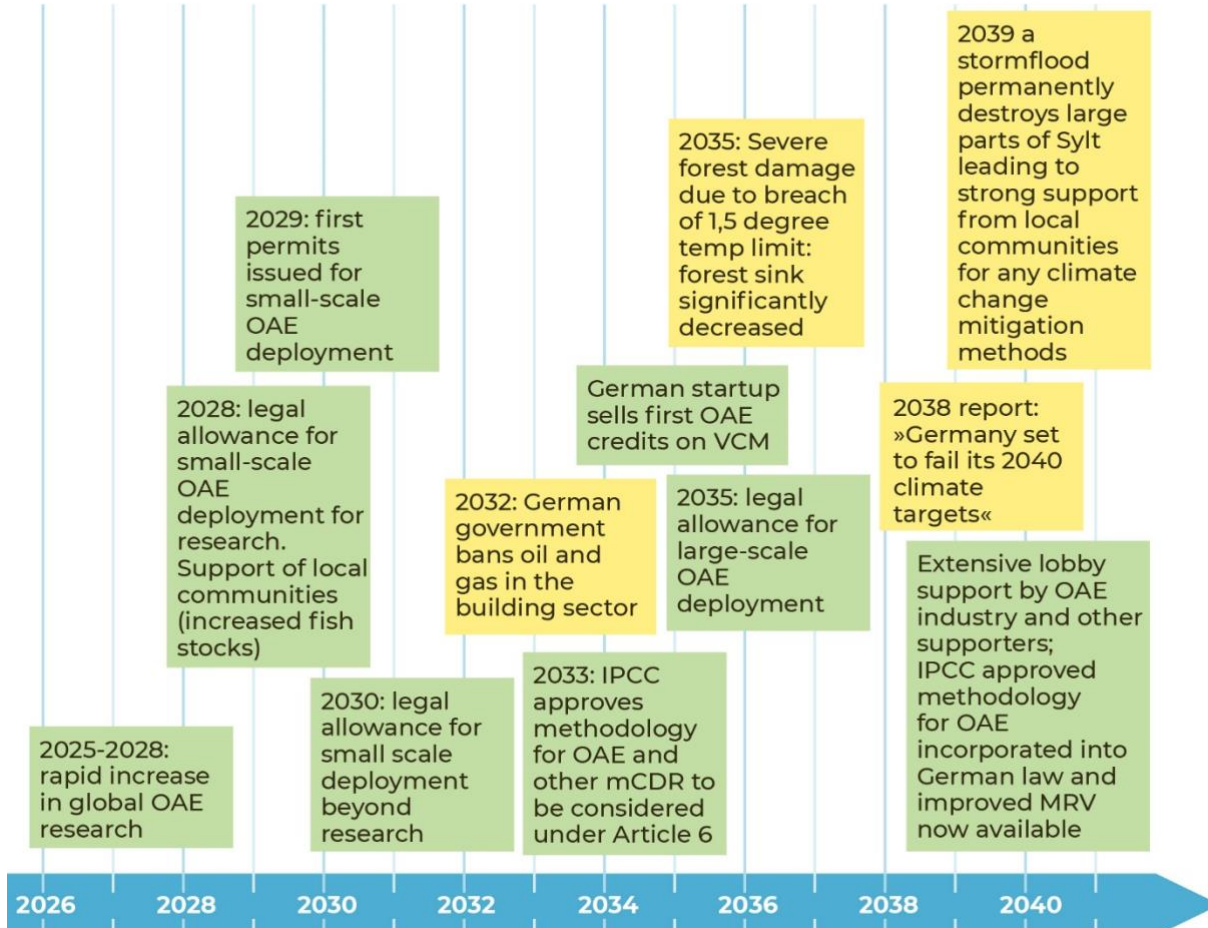 2025-2028:
rapid increase
in global OAE
research
2028: legal
allowance for
small-scale
OAE
deployment for
research.
Support of local
communities
(increased fish
stocks)
2029: first
permits
issued for
small-scale
OAE
deployment
2030: legal
allowance for
small scale
deployment
beyond
research
2032: German
government
bans oil and
gas in the
building sector
2033: IPCC
approves
methodology
for OAE and
other mCDR to
be considered
under Article 6
German startup
sells first OAE
credits on VCM
2035: Severe
forest damage
due to breach
of 1,5 degree
temp limit:
forest sink
significantly
decreased
2035: legal
allowance for
large-scale
OAE
deployment
2038 report:
»Germany set
to fail its 2040
climate
targets«
2039 a
stormflood
permanently
destroys large
parts of Sylt
leading to
strong support
from local
communities
for any climate
change
mitigation
methods
Extensive lobby
support by OAE
industry and other
supporters;
IPCC approved
methodology
for OAE
incorporated into
German law and
improved MRV
now available
2026 2028 2030 2032 2034 2036 2038 2040